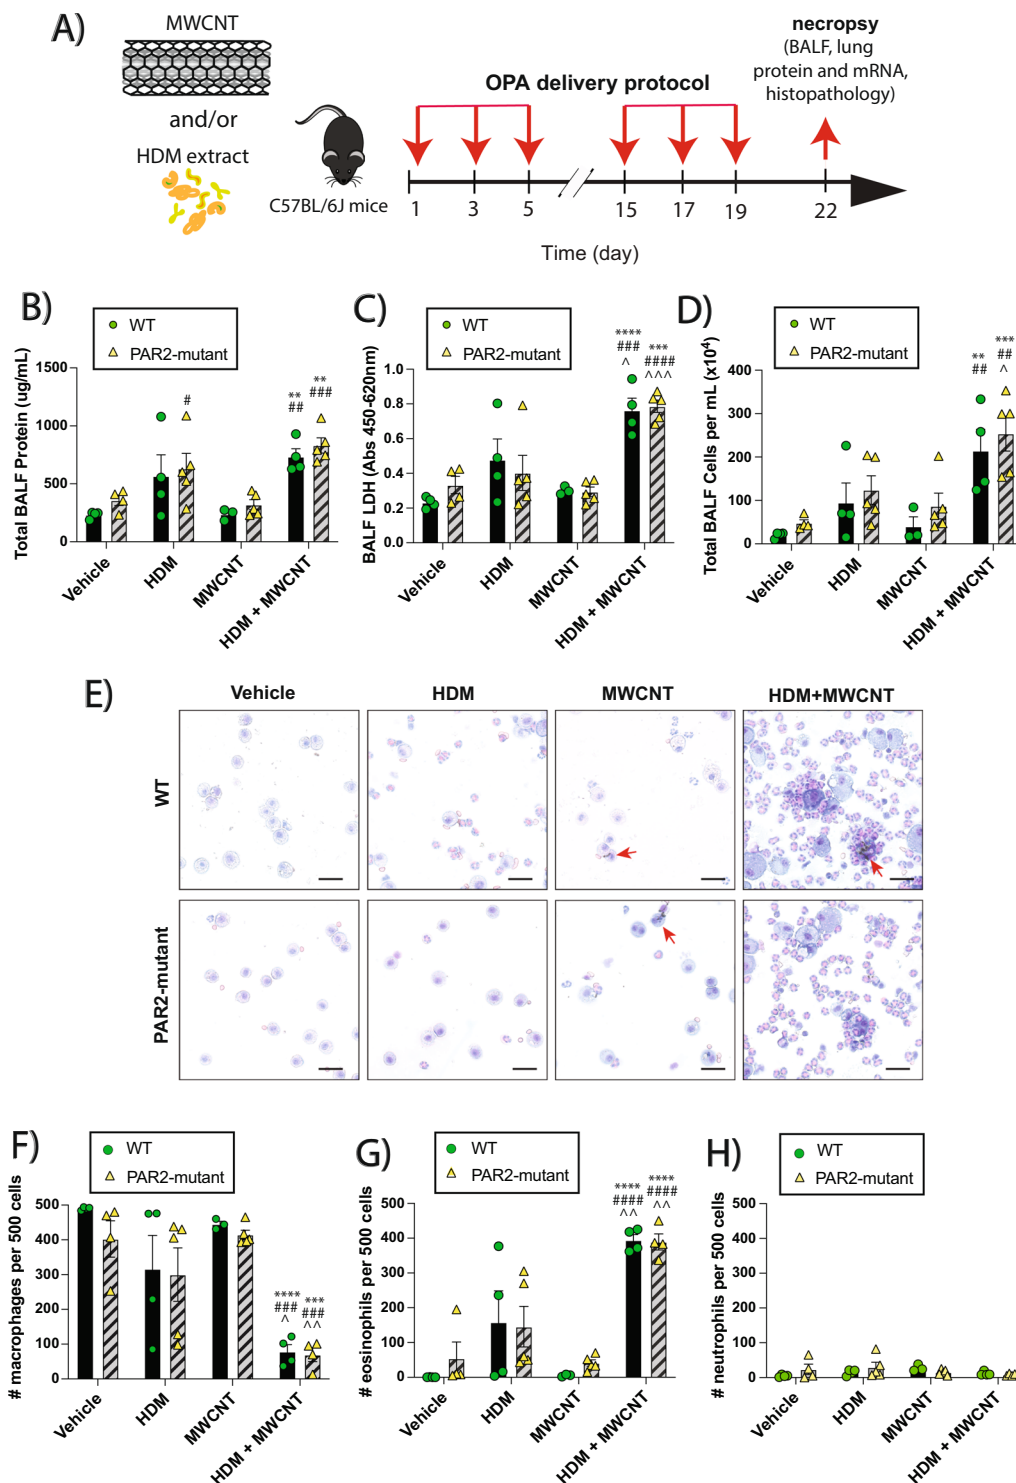 A)
MWCNT
and/or
HDM extract
C57BL/6J mice
OPA delivery protocol
necropsy
(BALF, lung
protein and mRNA,
histopathology)
1
3
5
15
17
19
22
Time (day)
B)
WT
PAR2-mutant
Total BALF Protein (ug/mL)
1500
1000
500
0
#
**
##
**
###
Vehicle
HDM
MWCNT
HDM + MWCNT
C)
WT
PAR2-mutant
BALF LDH (Abs 450-620nm)
1.0
0.8
0.6
0.4
0.2
0.0
****
###
^
***
####
^^^
Vehicle
HDM
MWCNT
HDM + MWCNT
D)
WT
PAR2-mutant
Total BALF Cells per mL (x10⁴)
400
300
200
100
0
**
##
***
##
^
Vehicle
HDM
MWCNT
HDM + MWCNT
E)
Vehicle
HDM
MWCNT
HDM+MWCNT
WT
PAR2-mutant
F)
WT
PAR2-mutant
# macrophages per 500 cells
500
400
300
200
100
0
****
###
^
***
###
^^
Vehicle
HDM
MWCNT
HDM + MWCNT
G)
WT
PAR2-mutant
# eosinophils per 500 cells
500
400
300
200
100
0
****
####
^^
****
####
^^
Vehicle
HDM
MWCNT
HDM + MWCNT
H)
WT
PAR2-mutant
# neutrophils per 500 cells
500
400
300
200
100
0
Vehicle
HDM
MWCNT
HDM + MWCNT